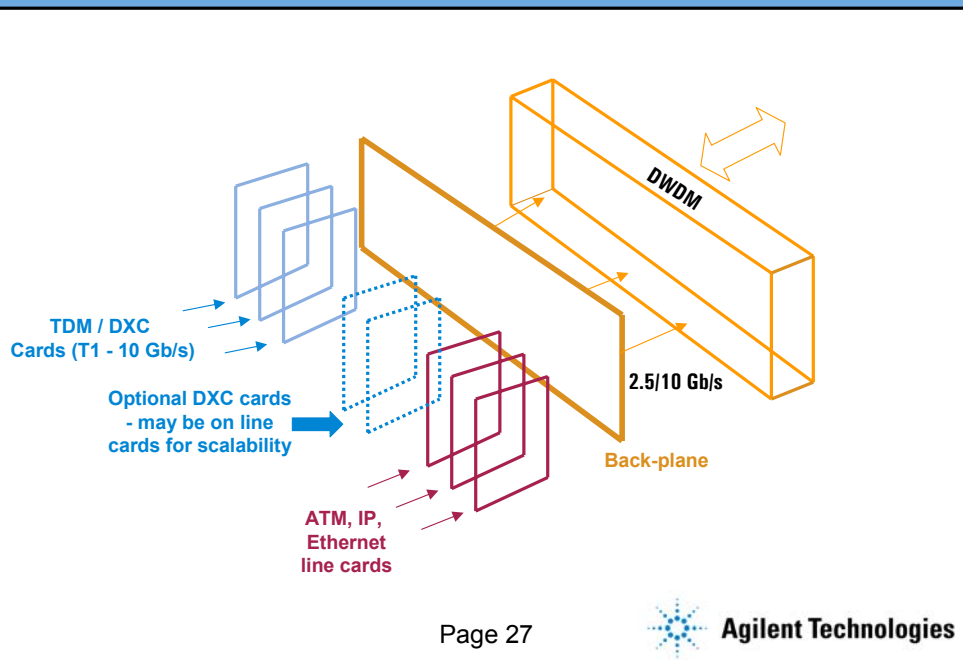 DWDM
TDM / DXC
Cards (T1 - 10 Gb/s)
2.5/10 Gb/s
Optional DXC cards
- may be on line
cards for scalability
Back-plane
ATM, IP,
Ethernet
line cards
Page 27
Agilent Technologies